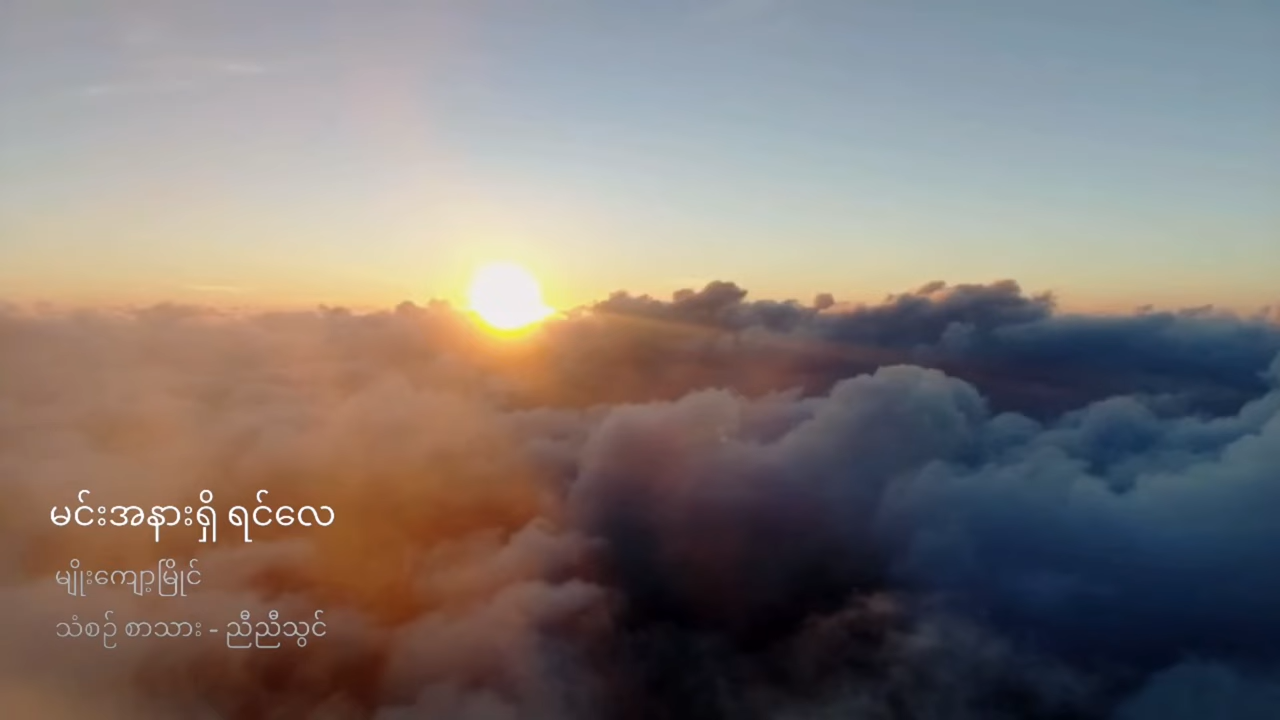 မင်းအနားရှိ ရင်လေ
မျိုးကျော့မြိုင်
သံစဉ် စာသား - ညီညီသွင်